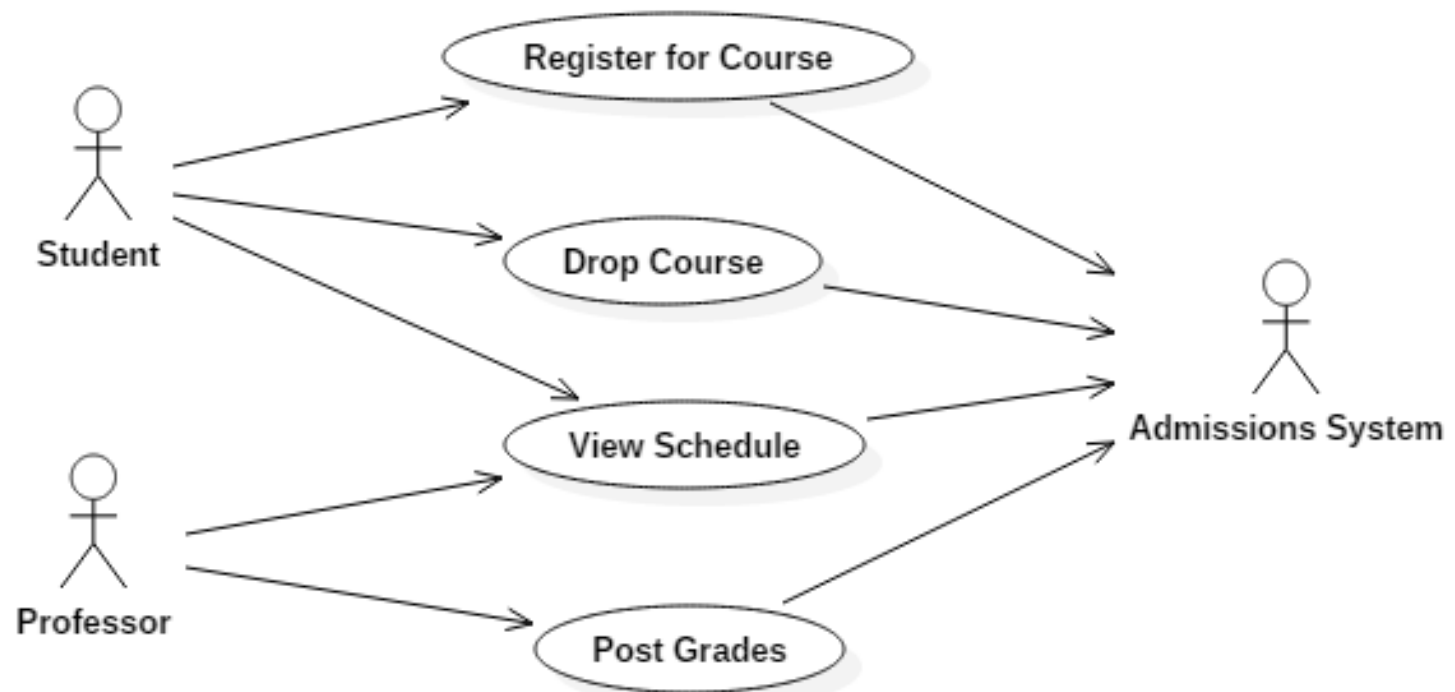 Register for Course
Student
Drop Course
View Schedule
Admissions System
Professor
Post Grades